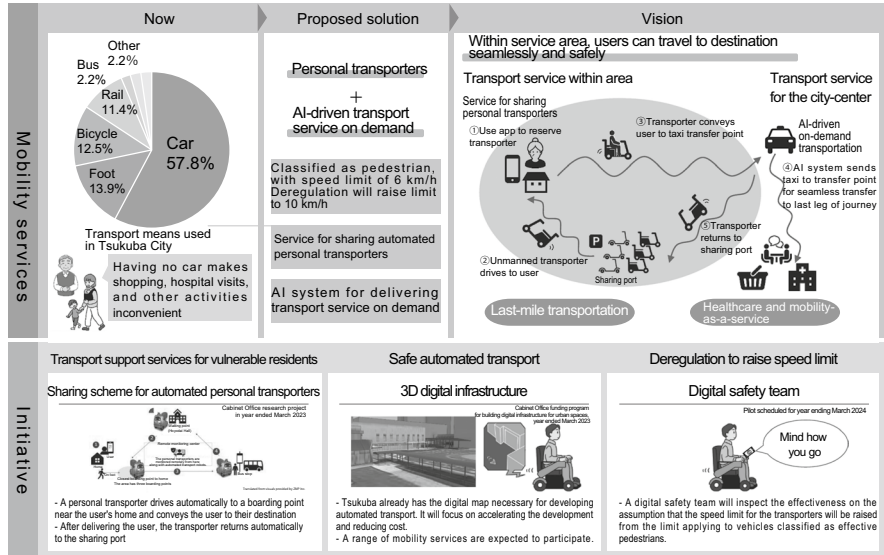 Now
Proposed solution
Vision
Mobility services
Other
2.2%
Bus
2.2%
Rail
11.4%
Bicycle
12.5%
Foot
13.9%
Car
57.8%
Transport means used
in Tsukuba City
Having no car makes
shopping, hospital visits,
and other activities
inconvenient
Personal transporters
+
AI-driven transport
service on demand
Classified as pedestrian,
with speed limit of 6 km/h
Deregulation will raise limit
to 10 km/h
Service for sharing automated
personal transporters
AI system for delivering
transport service on demand
Within service area, users can travel to destination
seamlessly and safely
Transport service within area
Service for sharing
personal transporters
①Use app to reserve
transporter
③Transporter conveys
user to taxi transfer point
②Unmanned transporter
drives to user
P
Sharing port
⑤Transporter
returns to
sharing port
Last-mile transportation
Transport service
for the city-center
AI-driven
on-demand
transportation
④AI system sends
taxi to transfer point
for seamless transfer
to last leg of journey
Healthcare and mobility-
as-a-service
Initiative
Transport support services for vulnerable residents
Sharing scheme for automated personal transporters
Cabinet Office research project
in year ended March 2023
Remote monitoring center
- A personal transporter drives automatically to a boarding point
near the user's home and conveys the user to their destination
- After delivering the user, the transporter returns automatically
to the sharing port
Safe automated transport
3D digital infrastructure
Cabinet Office funding program
for building digital infrastructure for urban spaces,
year ended March 2023
- Tsukuba already has the digital map necessary for developing
automated transport. It will focus on accelerating the development
and reducing cost.
- A range of mobility services are expected to participate.
Deregulation to raise speed limit
Digital safety team
Pilot scheduled for year ending March 2024
Mind how
you go
- A digital safety team will inspect the effectiveness on the
assumption that the speed limit for the transporters will be raised
from the limit applying to vehicles classified as effective
pedestrians.